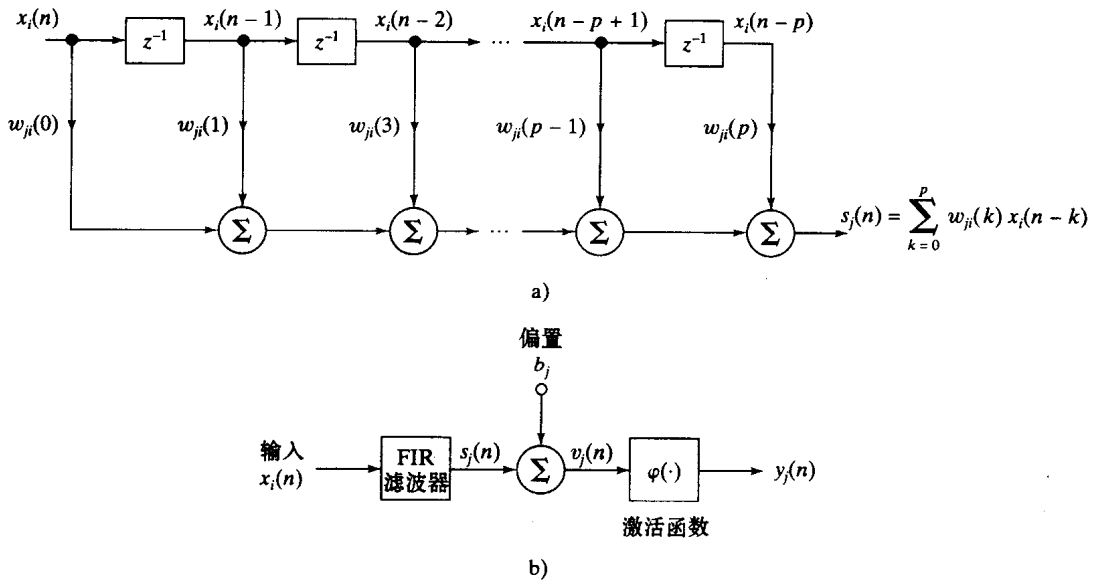 x_i(n) x_i(n − 1) x_i(n − 2) x_i(n − p + 1) x_i(n − p)
z⁻¹ z⁻¹ ... z⁻¹
w_{ji}(0) w_{ji}(1) w_{ji}(3) w_{ji}(p − 1) w_{ji}(p)
Σ Σ ... Σ Σ s_j(n) = \sum_{k = 0}^{p} w_{ji}(k) x_i(n − k)
a)
偏置
b_j
输入
x_i(n)
FIR
滤波器
s_j(n)
Σ
v_j(n)
φ(·)
y_j(n)
激活函数
b)